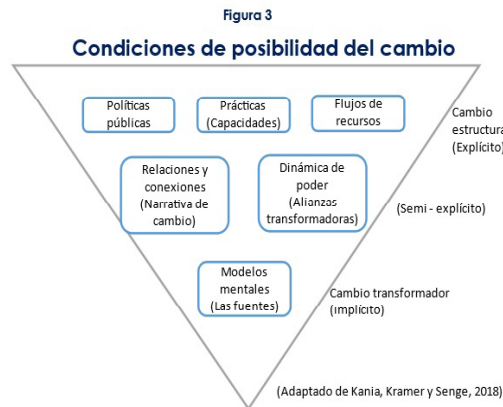 Figura 3
Condiciones de posibilidad del cambio
Políticas
públicas
Prácticas
(Capacidades)
Flujos de
recursos
Cambio
estructura
(Explícito)
Relaciones y
conexiones
(Narrativa de
cambio)
Dinámica de
poder
(Alianzas
transformadoras)
(Semi - explícito)
Modelos
mentales
(Las fuentes)
Cambio transformador
(Implícito)
(Adaptado de Kania, Kramer y Senge, 2018)